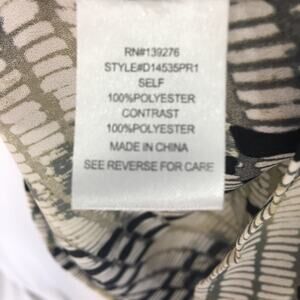 RN#139276
STYLE#D14535PR1
SELF
100%POLYESTER
CONTRAST
100%POLYESTER
MADE IN CHINA
SEE REVERSE FOR CARE